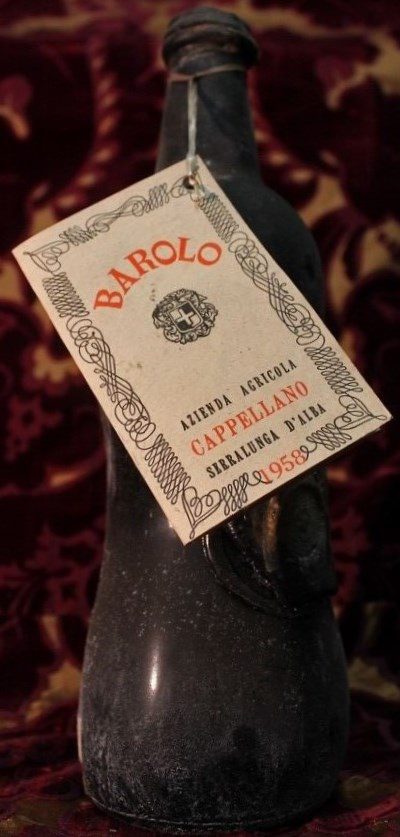 BAROLO
AZIENDA AGRICOLA
CAPPELLANO
SERRALUNGA D'ALBA
1958